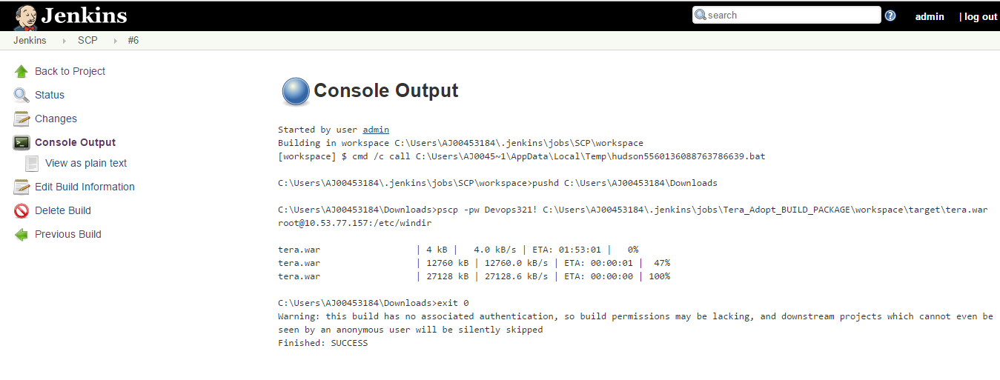 Jenkins
search
admin
| log out
Jenkins
SCP
#6
Back to Project
Status
Changes
Console Output
View as plain text
Edit Build Information
Delete Build
Previous Build
Console Output
Started by user admin
Building in workspace C:\Users\AJ00453184\.jenkins\jobs\SCP\workspace
[workspace] $ cmd /c call C:\Users\AJ0045~1\AppData\Local\Temp\hudson5560136088763786639.bat
C:\Users\AJ00453184\.jenkins\jobs\SCP\workspace>pushd C:\Users\AJ00453184\Downloads
C:\Users\AJ00453184\Downloads>pscp -pw Devops321! C:\Users\AJ00453184\.jenkins\jobs\Tera_Adopt_BUILD_PACKAGE\workspace\target\tera.war
root@10.53.77.157:/etc/windir
tera.war | 4 kB | 4.0 kB/s | ETA: 01:53:01 | 0%
tera.war | 12760 kB | 12760.0 kB/s | ETA: 00:00:01 | 47%
tera.war | 27128 kB | 27128.6 kB/s | ETA: 00:00:00 | 100%
C:\Users\AJ00453184\Downloads>exit 0
Warning: this build has no associated authentication, so build permissions may be lacking, and downstream projects which cannot even be
seen by an anonymous user will be silently skipped
Finished: SUCCESS